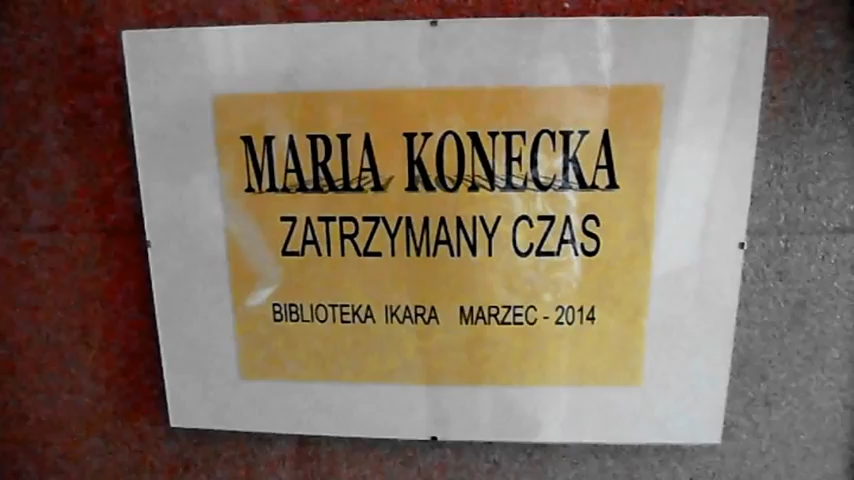 MARIA KONECKA
ZATRZYMANY CZAS
BIBLIOTEKA IKARA MARZEC - 2014